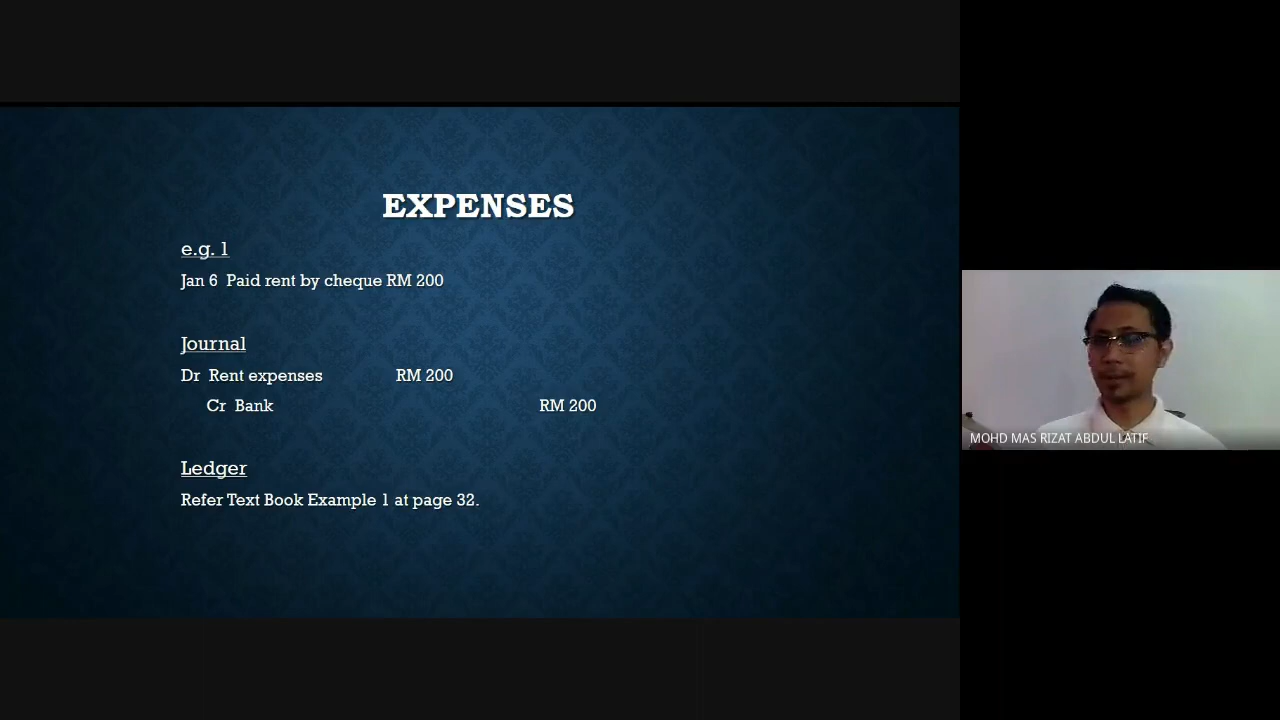 EXPENSES
e.g. 1
Jan 6 Paid rent by cheque RM 200
Journal
Dr Rent expenses RM 200
Cr Bank RM 200
Ledger
Refer Text Book Example 1 at page 32.
MOHD MAS RIZAT ABDUL LATIF